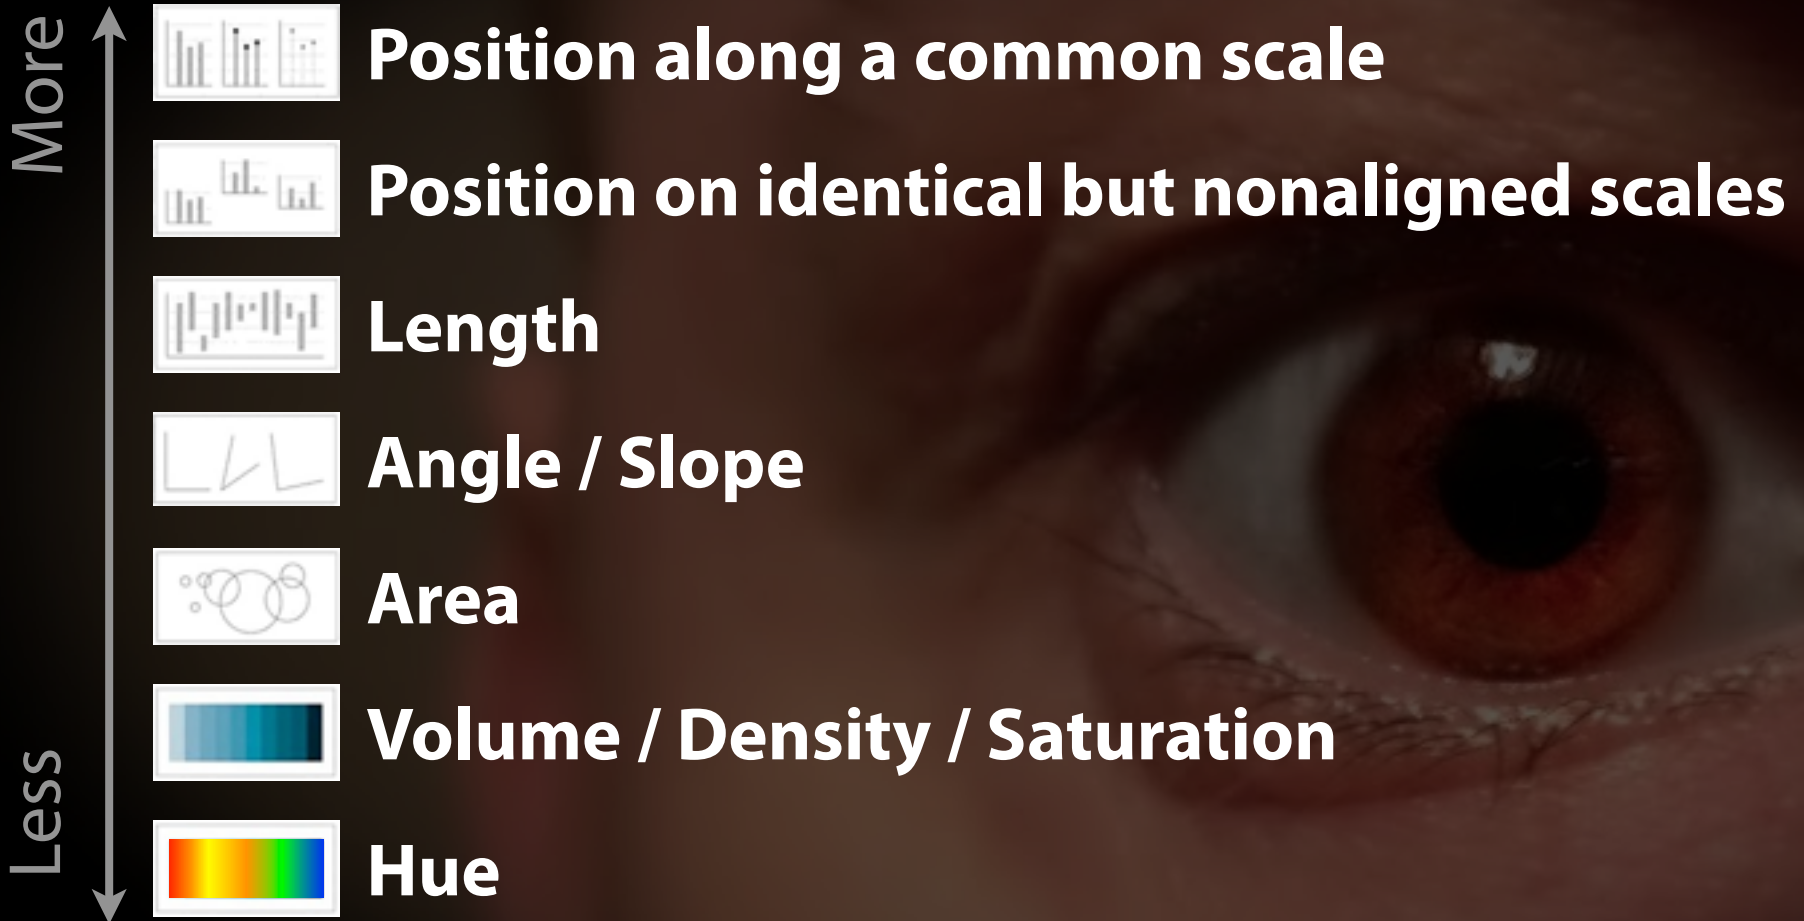 More
Position along a common scale
Position on identical but nonaligned scales
Length
Angle / Slope
Area
Volume / Density / Saturation
Less
Hue